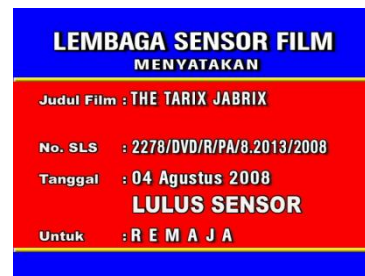 LEMBAGA SENSOR FILM
MENYATAKAN
Judul Film : THE TARIX JABRIX
No. SLS : 2278/DVD/R/PA/8.2013/2008
Tanggal : 04 Agustus 2008
LULUS SENSOR
Untuk : R E M A J A